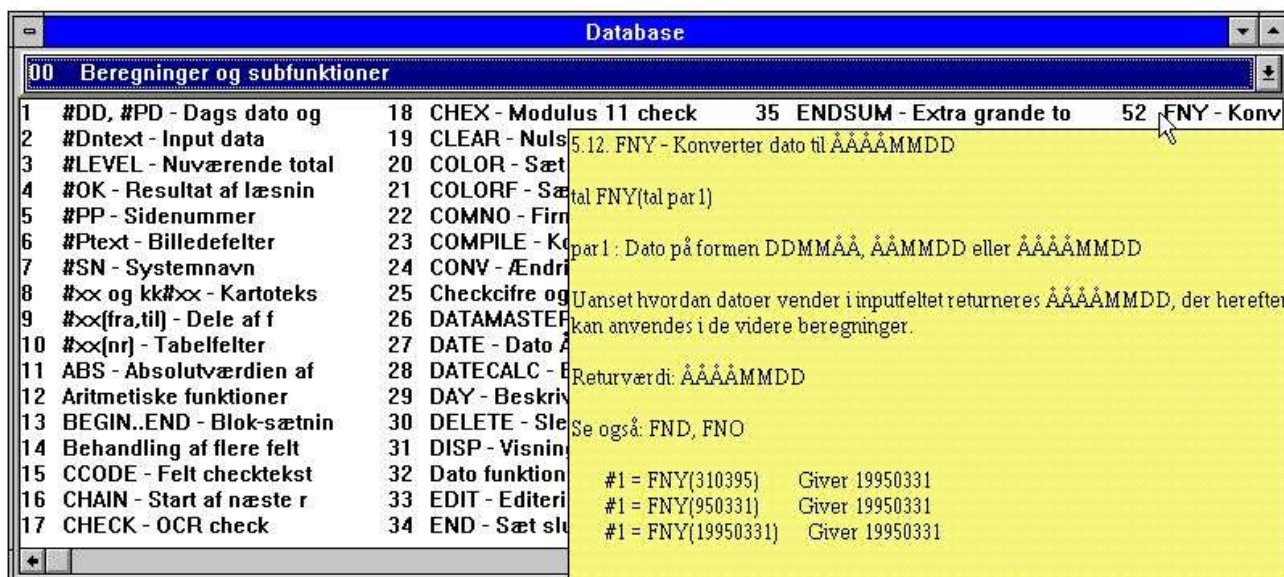 Database
00 Beregninger og subfunktioner
1 #DD, #PD - Dags dato og
2 #Dntext - Input data
3 #LEVEL - Nuværende total
4 #OK - Resultat af læsnin
5 #PP - Sidenummer
6 #Ptext - Billedefelter
7 #SN - Systemnavn
8 #xx og kk#xx - Kartoteks
9 #xx(fra,til) - Dele af f
10 #xx(nr) - Tabelfelter
11 ABS - Absolutværdien af
12 Aritmetiske funktioner
13 BEGIN..END - Blok-sætnin
14 Behandling af flere felt
15 CCODE - Felt checktekst
16 CHAIN - Start af næste r
17 CHECK - OCR check
18 CHEX - Modulus 11 check
19 CLEAR - Nuls
20 COLOR - Sæt
21 COLORF - Sæ
22 COMNO - Firm
23 COMPILE - Ko
24 CONV - Ændri
25 Checkcifre og
26 DATAMASTER
27 DATE - Dato Å
28 DATECALC - B
29 DAY - Beskriv
30 DELETE - Sle
31 DISP - Visning
32 Dato funktion
33 EDIT - Editeri
34 END - Sæt slu
35 ENDSUM - Extra grande to
52 FNY - Konv
5.12. FNY - Konverter dato til ÅÅÅÅMMDD
tal FNY(tal par1)
par1 : Dato på formen DDMMÅÅ, ÅÅMMDD eller ÅÅÅÅMMDD
Uanset hvordan datoer vender i inputfeltet returneres ÅÅÅÅMMDD, der herefter
kan anvendes i de videre beregninger.
Returværdi: ÅÅÅÅMMDD
Se også: FND, FNO
#1 = FNY(310395) Giver 19950331
#1 = FNY(950331) Giver 19950331
#1 = FNY(19950331) Giver 19950331